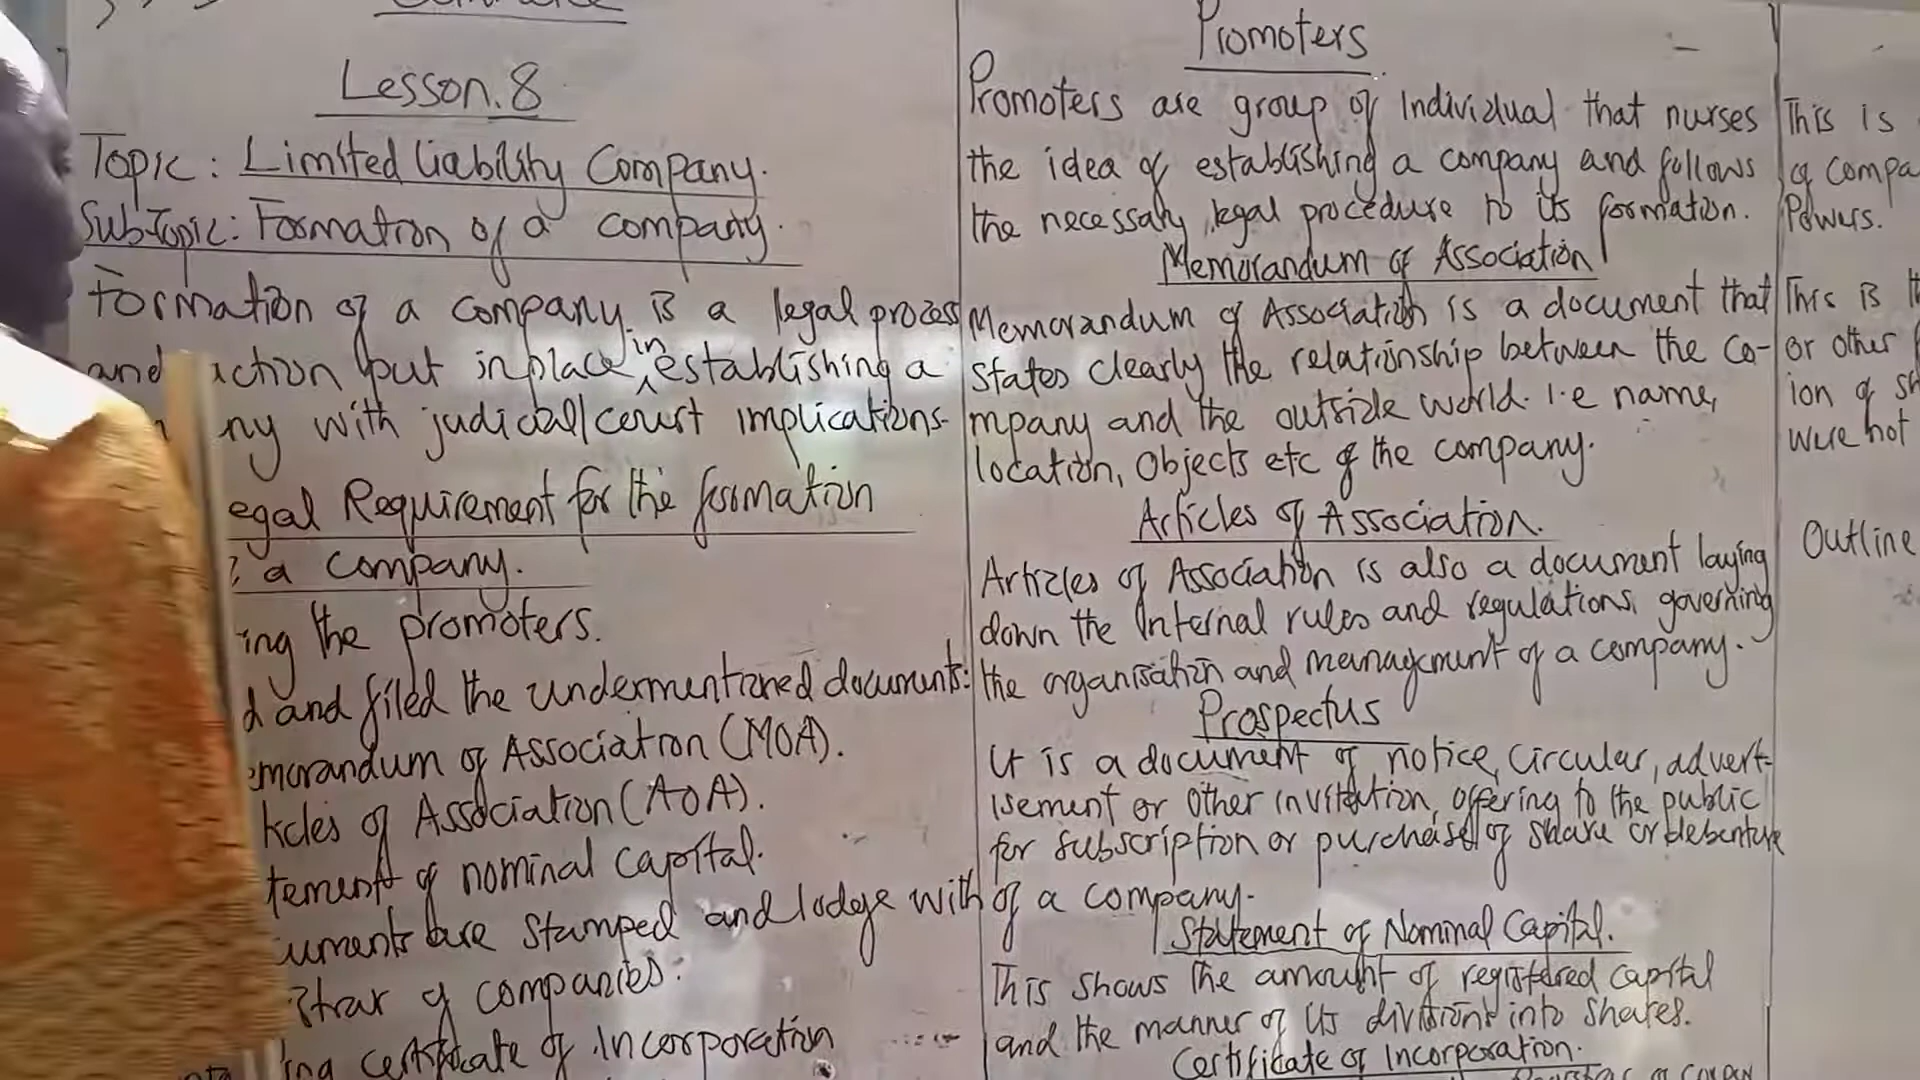 Lesson.8
Topic: Limited liability Company.
SubTopic: Formation of a company.
Formation of a company is a legal process
and action put inplace in establishing a
ny with judicial/court implications.
egal Requirement for the formation
a company.
ing the promoters.
d and filed the undermentioned documents:
emorandum of Association (MOA).
icles of Association (AOA).
tement of nominal capital.
uments are stamped and lodge with
strar of companies.
ing certificate of incorporation
Promoters
Promoters are group of individual that nurses
the idea of establishing a company and follows
the necessary legal procedure to its formation.
Memorandum of Association
Memorandum of Association is a document that
states clearly the relationship between the co-
mpany and the outside world. i.e name,
location, objects etc of the company.
Articles of Association.
Articles of Association is also a document laying
down the internal rules and regulations, governing
the organisation and management of a company.
Prospectus
It is a document of notice, circular, advert-
isement or other invitation, offering to the public
for subscription or purchase of share or debenture
of a company.
Statement of Nominal Capital.
This shows the amount of registered capital
and the manner of its divisions into shares.
Certificate of Incorporation.
This is
of compa
Powers.
This is th
or other
ion of sh
were not
Outline